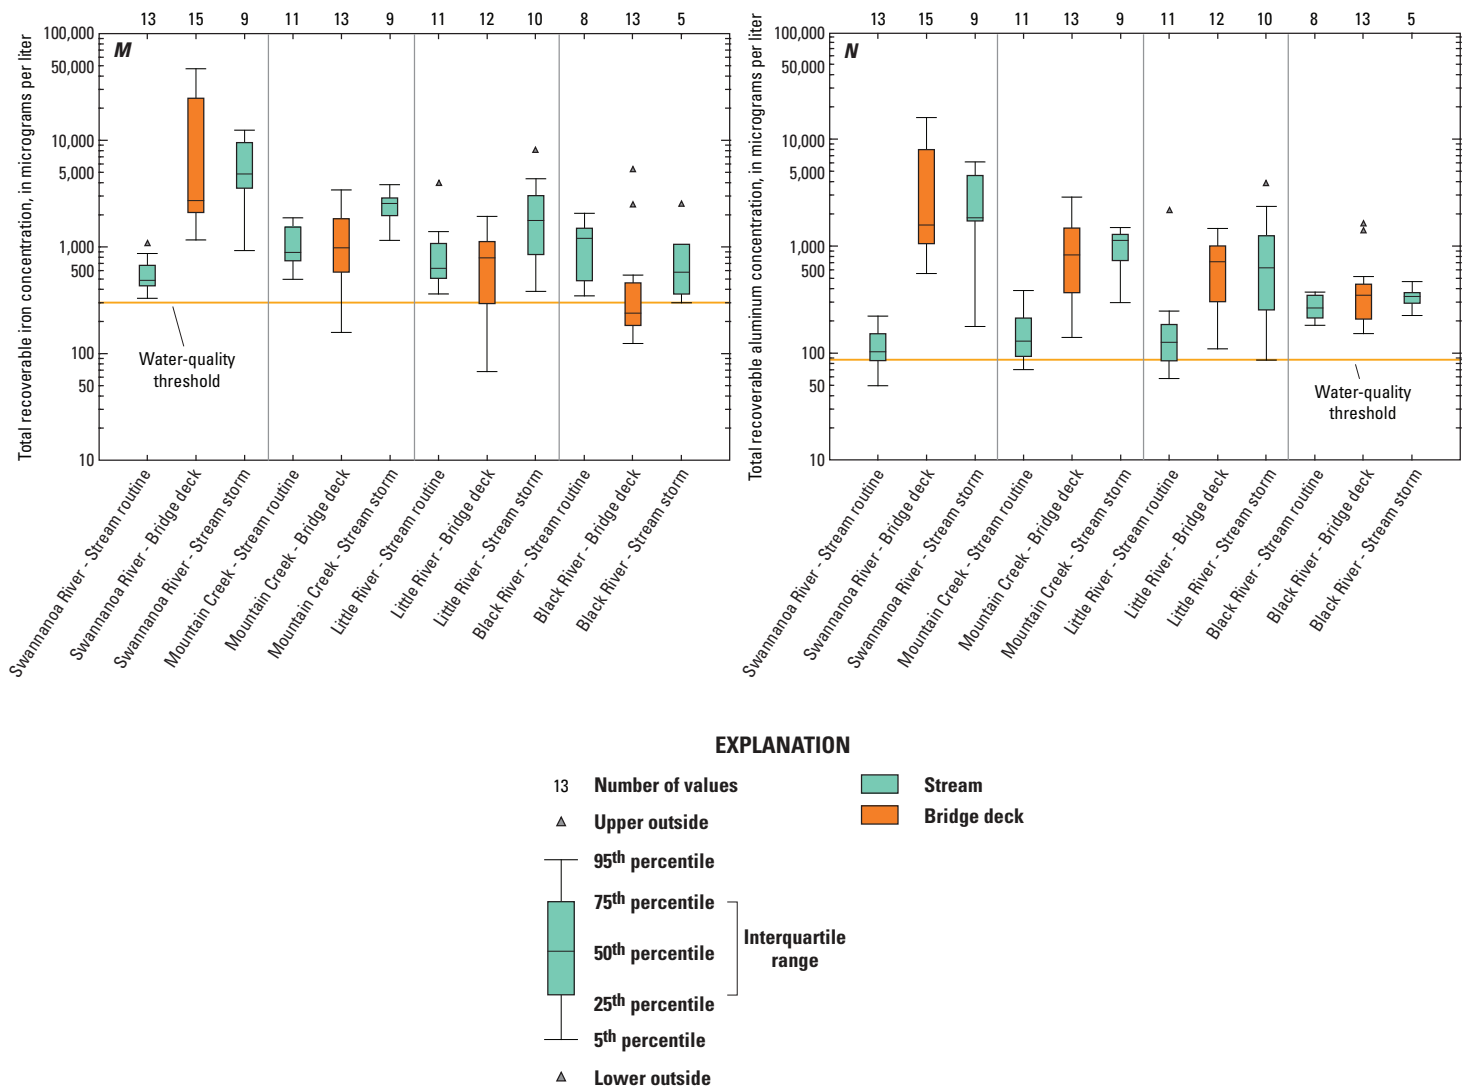 13 15 9 11 13 9 11 12 10 8 13 5
M
Total recoverable iron concentration, in micrograms per liter
100,000
50,000
10,000
5,000
1,000
500
100
50
10
Water-quality
threshold
Swannanoa River - Stream routine
Swannanoa River - Bridge deck
Swannanoa River - Stream storm
Mountain Creek - Stream routine
Mountain Creek - Bridge deck
Mountain Creek - Stream storm
Little River - Stream routine
Little River - Bridge deck
Little River - Stream storm
Black River - Stream routine
Black River - Bridge deck
Black River - Stream storm
13 15 9 11 13 9 11 12 10 8 13 5
N
Total recoverable aluminum concentration, in micrograms per liter
100,000
50,000
10,000
5,000
1,000
500
100
50
10
Water-quality
threshold
Swannanoa River - Stream routine
Swannanoa River - Bridge deck
Swannanoa River - Stream storm
Mountain Creek - Stream routine
Mountain Creek - Bridge deck
Mountain Creek - Stream storm
Little River - Stream routine
Little River - Bridge deck
Little River - Stream storm
Black River - Stream routine
Black River - Bridge deck
Black River - Stream storm
EXPLANATION
13 Number of values
Upper outside
95th percentile
75th percentile
50th percentile
25th percentile
5th percentile
Lower outside
Interquartile
range
Stream
Bridge deck